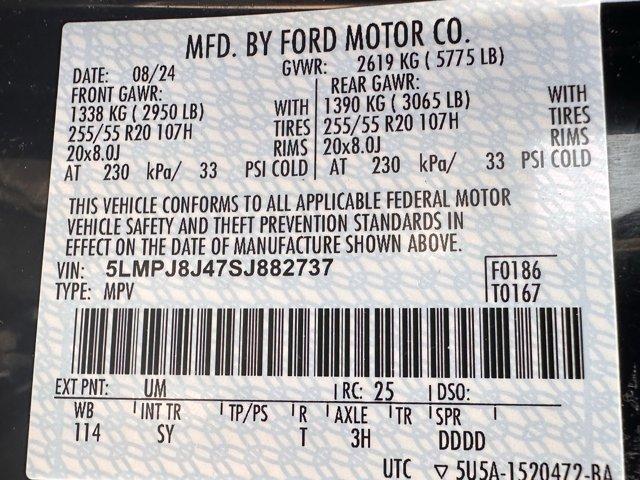 MFD. BY FORD MOTOR CO.
DATE: 08/24 GVWR: 2619 KG ( 5775 LB)
FRONT GAWR: REAR GAWR:
1338 KG ( 2950 LB) WITH 1390 KG ( 3065 LB) WITH
255/55 R20 107H TIRES 255/55 R20 107H TIRES
20x8.0J RIMS 20x8.0J RIMS
AT 230 kPa/ 33 PSI COLD AT 230 kPa/ 33 PSI COLD
THIS VEHICLE CONFORMS TO ALL APPLICABLE FEDERAL MOTOR
VEHICLE SAFETY AND THEFT PREVENTION STANDARDS IN
EFFECT ON THE DATE OF MANUFACTURE SHOWN ABOVE.
VIN: 5LMPJ8J47SJ882737 F0186
TYPE: MPV T0167
EXT PNT: UM RC: 25 DSO:
WB INT TR TP/PS R AXLE TR SPR
114 SY T 3H DDDD
UTC ▽ 5U5A-1520472-BA